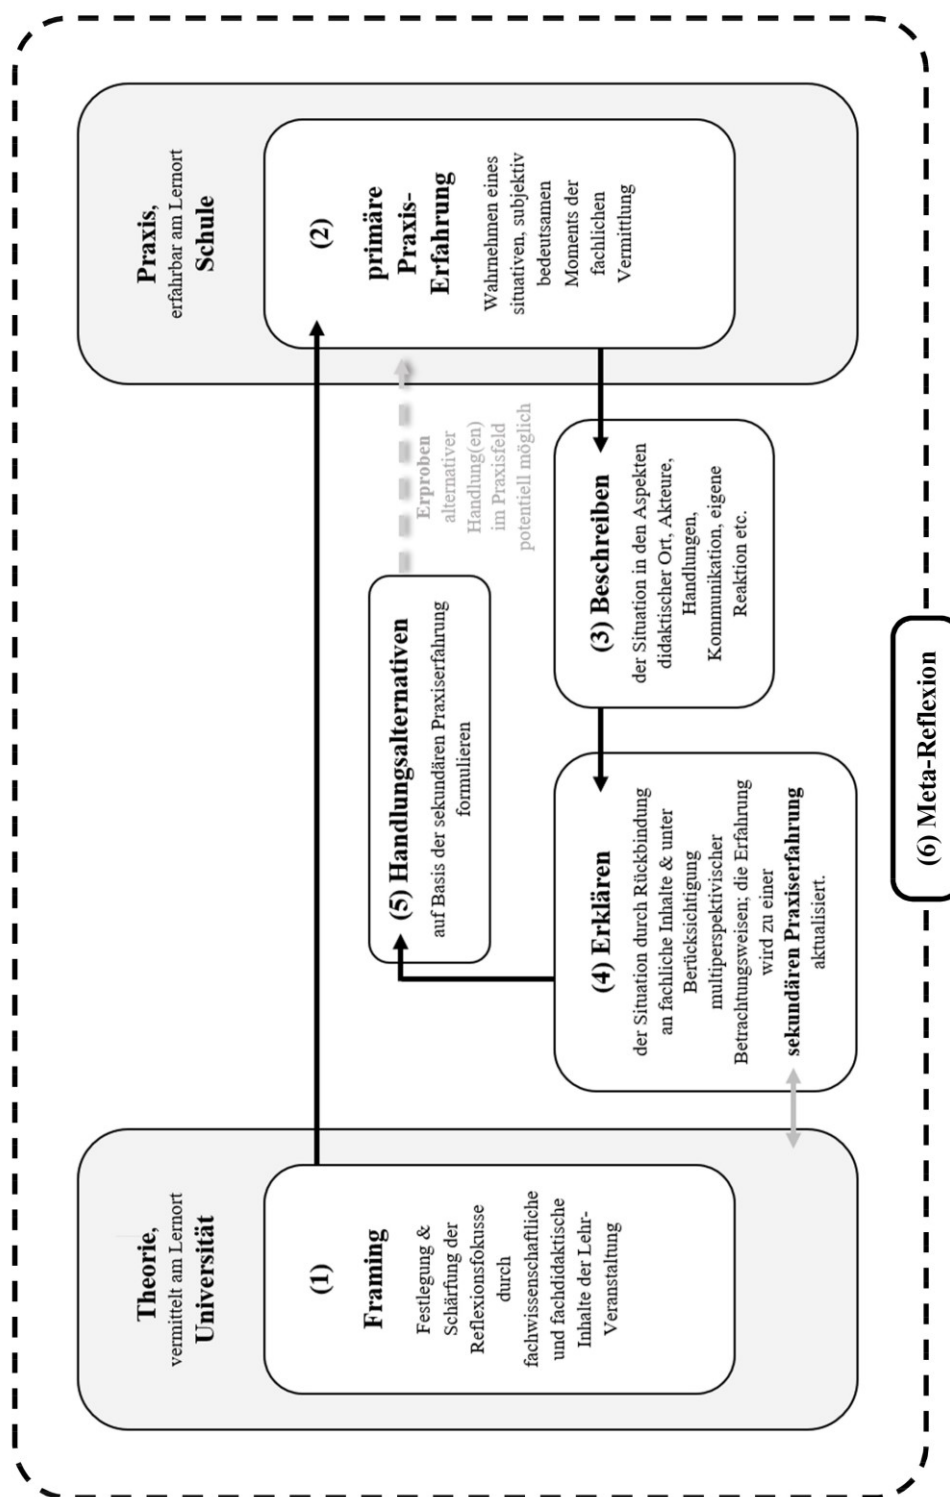 Theorie,
vermittelt am Lernort
Universität
(1)
Framing
Festlegung &
Schärfung der
Reflexionsfokusse
durch
fachwissenschaftliche
und fachdidaktische
Inhalte der Lehr-
Veranstaltung
Praxis,
erfahrbar am Lernort
Schule
(2)
primäre
Praxis-
Erfahrung
Wahrnehmen eines
situativen, subjektiv
bedeutsamen
Moments der
fachlichen
Vermittlung
(3) Beschreiben
der Situation in den Aspekten
didaktischer Ort, Akteure,
Handlungen,
Kommunikation, eigene
Reaktion etc.
(4) Erklären
der Situation durch Rückbindung
an fachliche Inhalte & unter
Berücksichtigung
multiperspektivischer
Betrachtungsweisen; die Erfahrung
wird zu einer
sekundären Praxiserfahrung
aktualisiert.
(5) Handlungsalternativen
auf Basis der sekundären Praxiserfahrung
formulieren
Erproben
alternativer
Handlung(en)
im Praxisfeld
potentiell möglich
(6) Meta-Reflexion